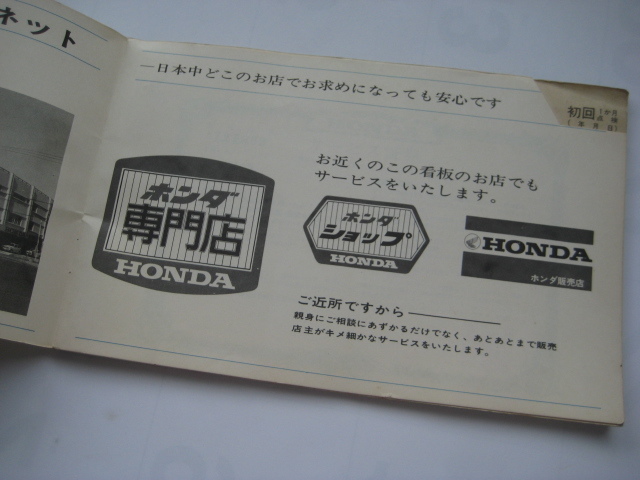 ネット
―日本中どこのお店でお求めになっても安心です
初回
お近くのこの看板のお店でも
サービスをいたします。
ホンダ
専門店
HONDA
ホンダ
ショップ
HONDA
HONDA
ホンダ販売店
ご近所ですから―
親身にご相談にあずかるだけでなく、あとあとまで販売
店主がキメ細かなサービスをいたします。